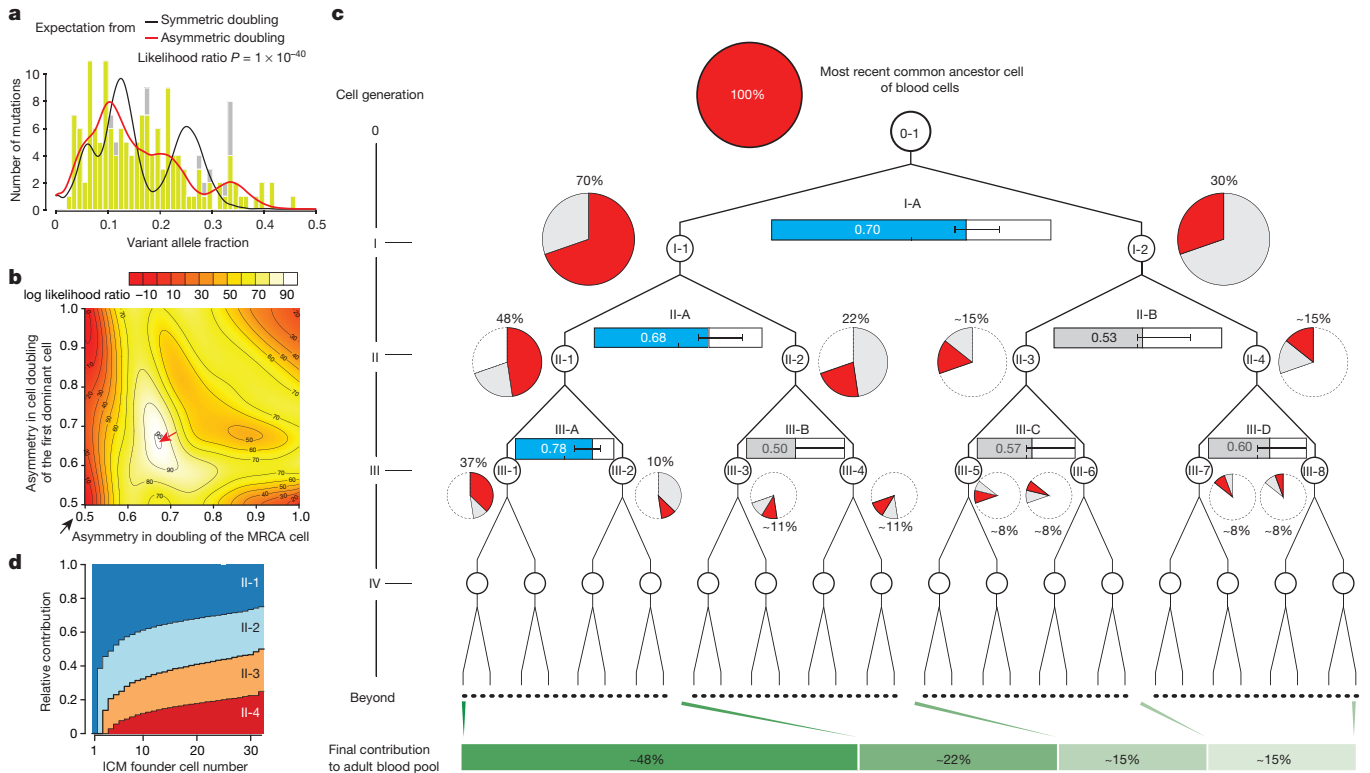 a
Expectation from
Symmetric doubling
Asymmetric doubling
Likelihood ratio P = 1 × 10⁻⁴⁰
Number of mutations
10
8
6
4
2
0
0 0.1 0.2 0.3 0.4 0.5
Variant allele fraction
b
log likelihood ratio −10 10 30 50 70 90
Asymmetry in cell doubling
of the first dominant cell
1.0
0.9
0.8
0.7
0.6
0.5
0.5 0.6 0.7 0.8 0.9 1.0
Asymmetry in doubling of the MRCA cell
d
Relative contribution
1.0
0.8
0.6
0.4
0.2
0
II-1
II-2
II-3
II-4
1 10 20 30
ICM founder cell number
c
Cell generation
0
I
II
III
IV
Beyond
100%
Most recent common ancestor cell
of blood cells
0-1
70%
30%
I-A
0.70
I-1
I-2
48%
II-A
0.68
22%
~15%
II-B
0.53
~15%
II-1
II-2
II-3
II-4
III-A
0.78
III-B
0.50
III-C
0.57
III-D
0.60
37%
III-1
III-2
10%
III-3
III-4
III-5
III-6
III-7
III-8
~11%
~11%
~8%
~8%
~8%
~8%
Final contribution
to adult blood pool
~48%
~22%
~15%
~15%